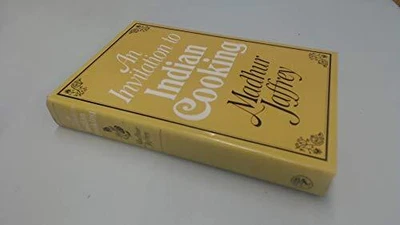 An
Invitation to
Indian
Cooking
Madhur
Jaffrey